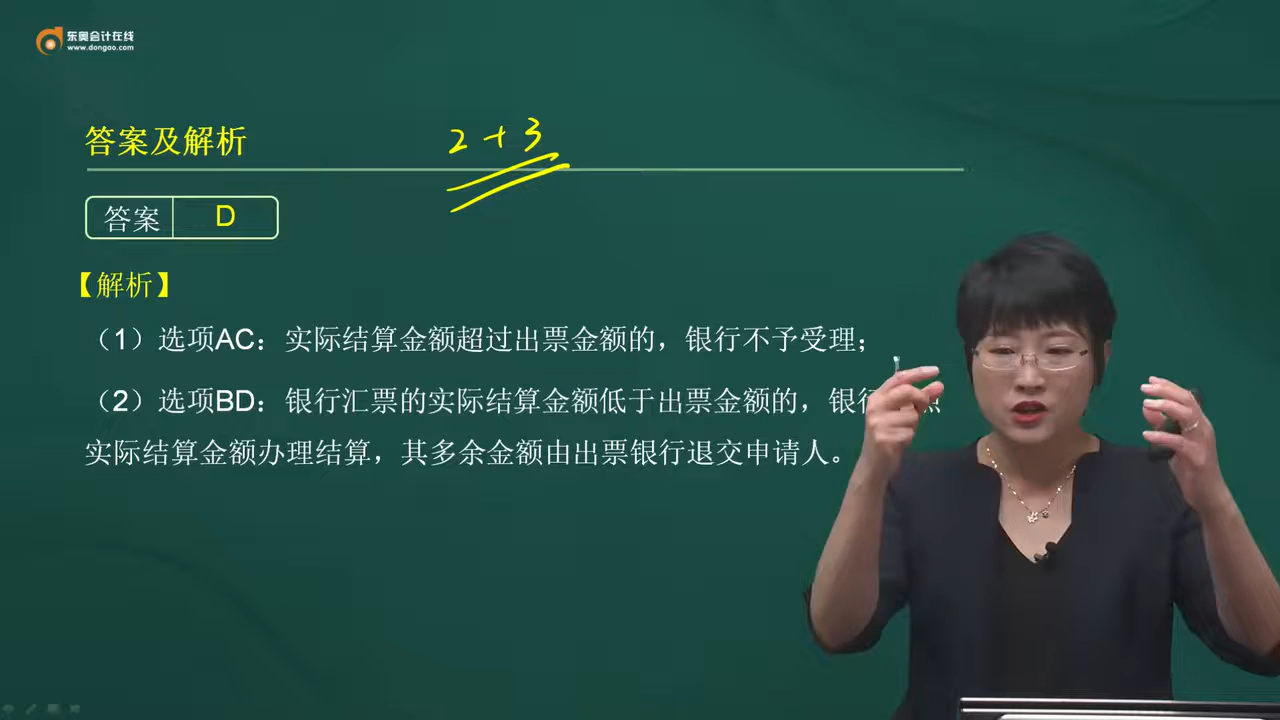 东奥会计在线
www.dongao.com
答案及解析
2+3
答案 D
【解析】
（1）选项AC：实际结算金额超过出票金额的，银行不予受理；
（2）选项BD：银行汇票的实际结算金额低于出票金额的，银行
实际结算金额办理结算，其多余金额由出票银行退交申请人。